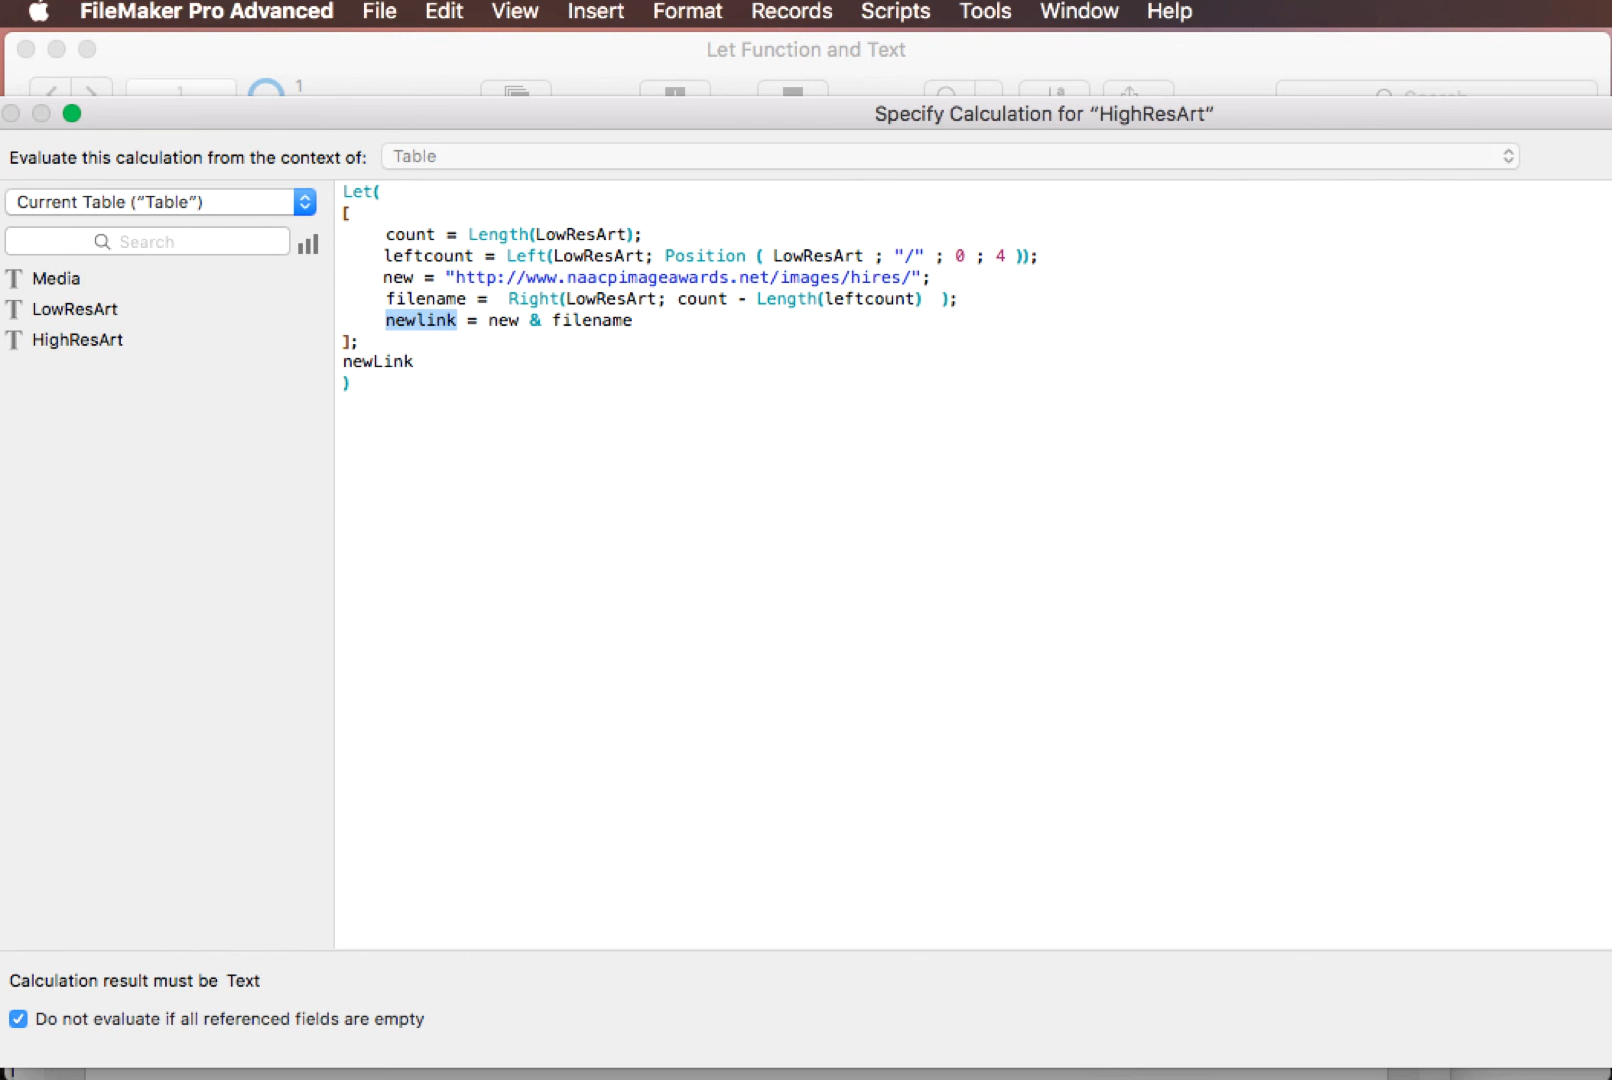 FileMaker Pro Advanced File Edit View Insert Format Records Scripts Tools Window Help
Let Function and Text
1 1
Search
Specify Calculation for “HighResArt”
Evaluate this calculation from the context of: Table
Current Table (“Table”)
Search
Media
LowResArt
HighResArt
Let(
[
count = Length(LowResArt);
leftcount = Left(LowResArt; Position ( LowResArt ; "/" ; 0 ; 4 ));
new = "http://www.naacpimageawards.net/images/hires/";
filename = Right(LowResArt; count - Length(leftcount) );
newlink = new & filename
];
newLink
)
Calculation result must be Text
Do not evaluate if all referenced fields are empty